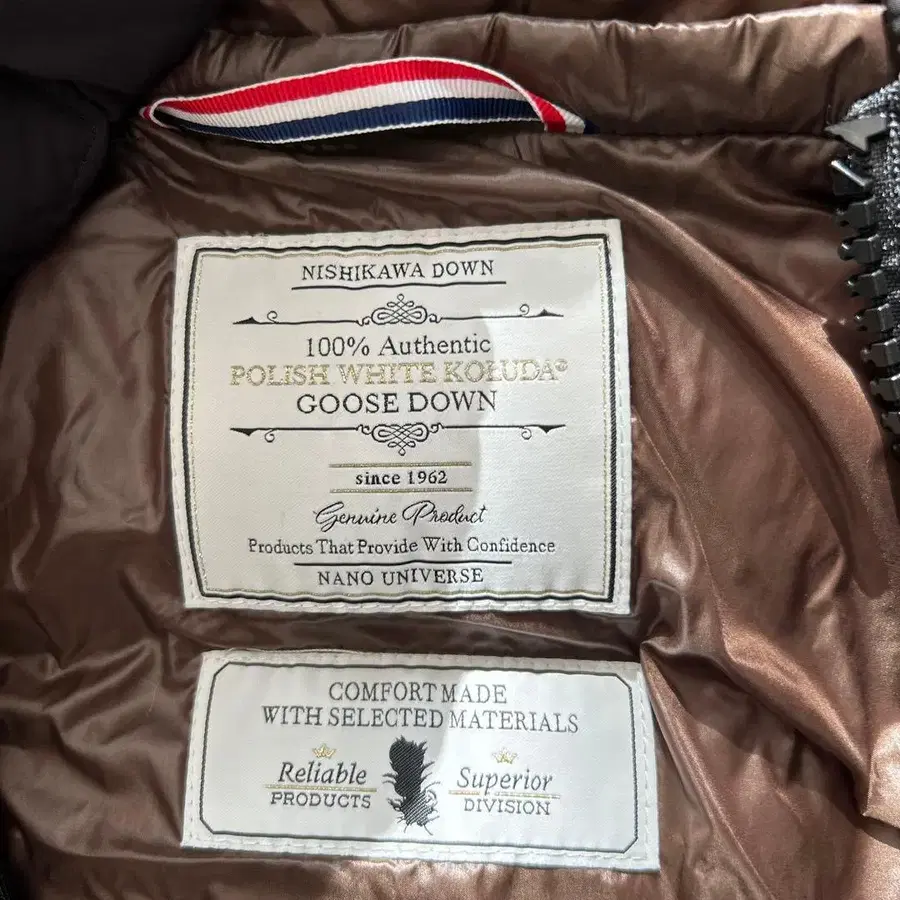 NISHIKAWA DOWN
100% Authentic
POLISH WHITE KOŁUDA®
GOOSE DOWN
since 1962
Genuine Product
Products That Provide With Confidence
NANO UNIVERSE
COMFORT MADE
WITH SELECTED MATERIALS
Reliable
PRODUCTS
Superior
DIVISION